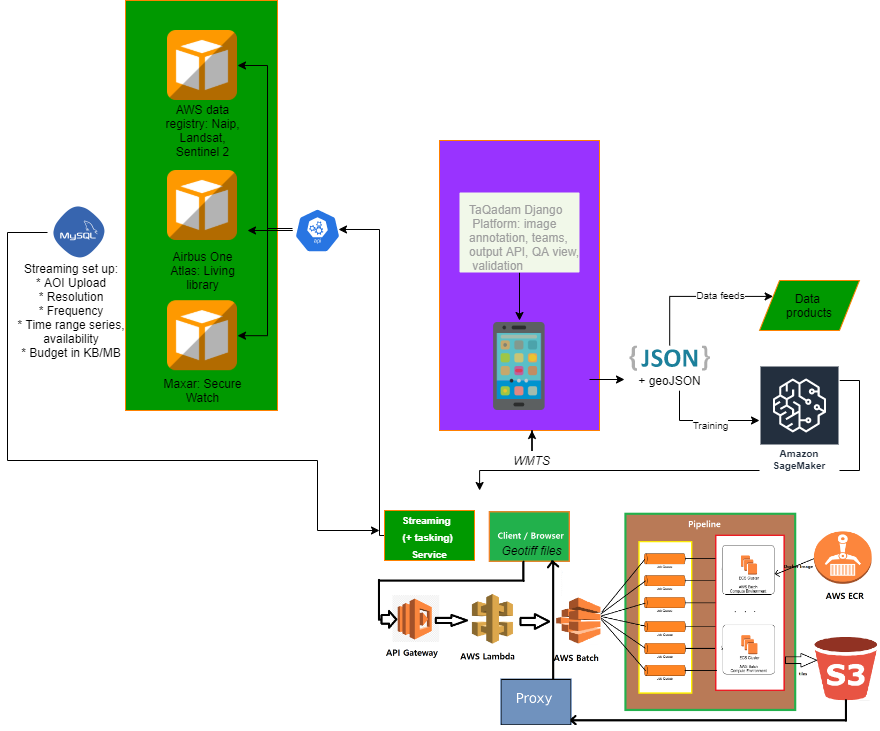 AWS data
registry: Naip,
Landsat,
Sentinel 2
Airbus One
Atlas: Living
library
Maxar: Secure
Watch
MySQL
Streaming set up:
* AOI Upload
* Resolution
* Frequency
* Time range series,
availability
* Budget in KB/MB
api
TaQadam Django
Platform: image
annotation, teams,
output API, QA view,
validation
{JSON}
+ geoJSON
Data feeds
Data
products
Training
Amazon
SageMaker
WMTS
Streaming
(+ tasking)
Service
Client / Browser
Geotiff files
API Gateway
AWS Lambda
AWS Batch
Pipeline
Job Queue
Job Queue
Job Queue
Job Queue
Job Queue
Job Queue
ECS Cluster
AWS Batch
Compute Environment
. . .
ECS Cluster
AWS Batch
Compute Environment
AWS ECR
tiles
S3
Proxy